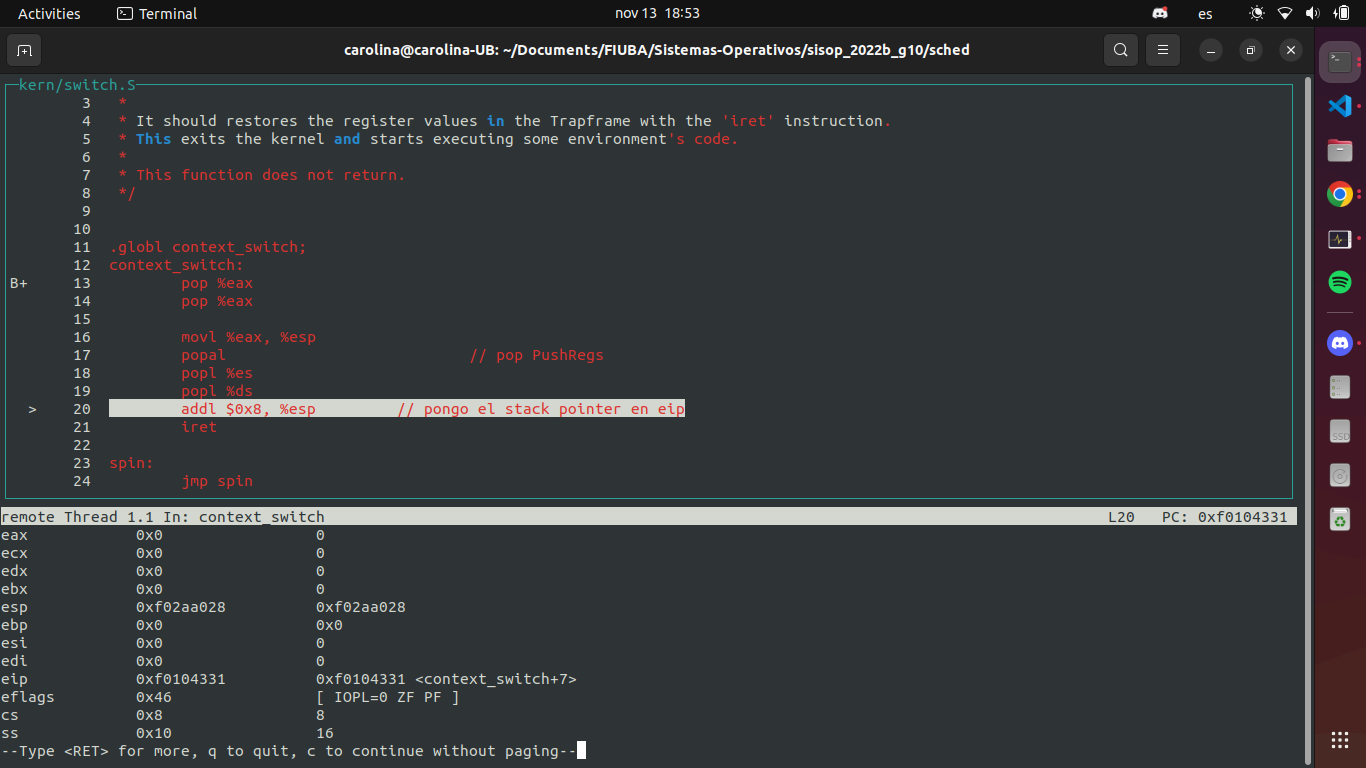 Activities Terminal nov 13 18:53 es
carolina@carolina-UB: ~/Documents/FIUBA/Sistemas-Operativos/sisop_2022b_g10/sched
kern/switch.S
3 *
4 * It should restores the register values in the Trapframe with the 'iret' instruction.
5 * This exits the kernel and starts executing some environment's code.
6 *
7 * This function does not return.
8 */
9
10
11 .globl context_switch;
12 context_switch:
B+ 13 pop %eax
14 pop %eax
15
16 movl %eax, %esp
17 popal // pop PushRegs
18 popl %es
19 popl %ds
> 20 addl $0x8, %esp // pongo el stack pointer en eip
21 iret
22
23 spin:
24 jmp spin
remote Thread 1.1 In: context_switch L20 PC: 0xf0104331
eax 0x0 0
ecx 0x0 0
edx 0x0 0
ebx 0x0 0
esp 0xf02aa028 0xf02aa028
ebp 0x0 0x0
esi 0x0 0
edi 0x0 0
eip 0xf0104331 0xf0104331 <context_switch+7>
eflags 0x46 [ IOPL=0 ZF PF ]
cs 0x8 8
ss 0x10 16
--Type <RET> for more, q to quit, c to continue without paging--
SSD